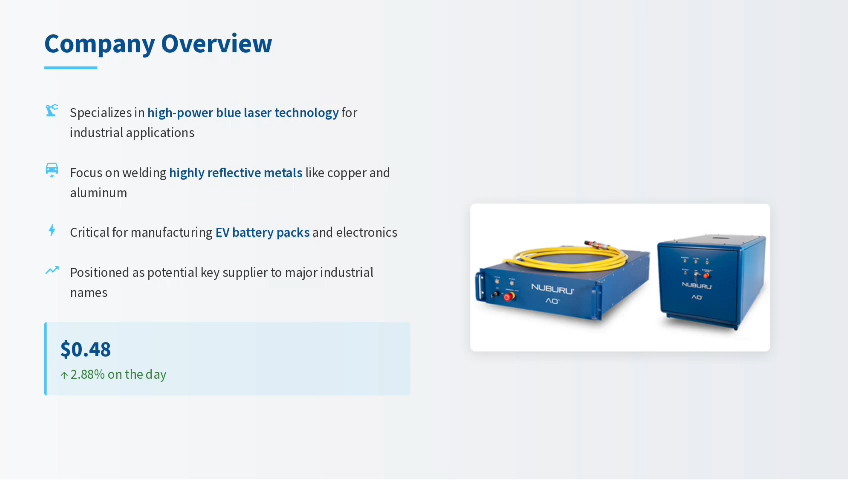 Company Overview
Specializes in high-power blue laser technology for
industrial applications
Focus on welding highly reflective metals like copper and
aluminum
Critical for manufacturing EV battery packs and electronics
Positioned as potential key supplier to major industrial
names
$0.48
↑ 2.88% on the day
NUBURU
AO
NUBURU
AO